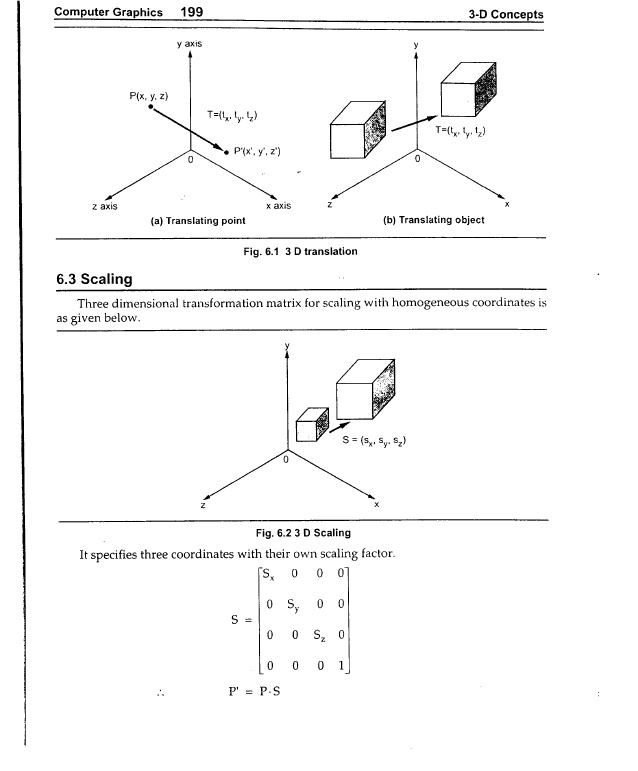 Computer Graphics 199 3-D Concepts
y axis
P(x, y, z)
T=(tx, ty, tz)
P'(x', y', z')
0
z axis
x axis
(a) Translating point
y
T=(tx, ty, tz)
0
z
x
(b) Translating object
Fig. 6.1 3 D translation
6.3 Scaling
Three dimensional transformation matrix for scaling with homogeneous coordinates is
as given below.
y
S = (sx, sy, sz)
0
z
x
Fig. 6.2 3 D Scaling
It specifies three coordinates with their own scaling factor.
Sx 0 0 0
0 Sy 0 0
S =
0 0 Sz 0
0 0 0 1
∴ P' = P·S